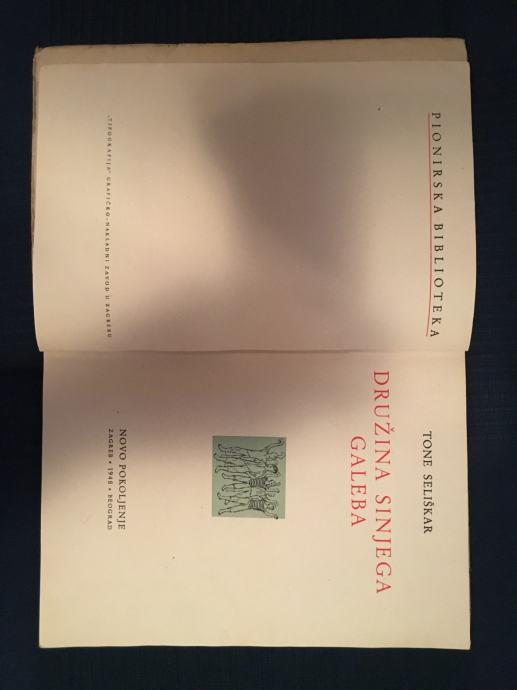 PIONIRSKA BIBLIOTEKA
„TIPOGRAFIJA" GRAFIČKO-NAKLADNI ZAVOD U ZAGREBU
TONE SELIŠKAR
DRUŽINA SINJEGA
GALEBA
NOVO POKOLJENJE
ZAGREB • 1948 • BEOGRAD